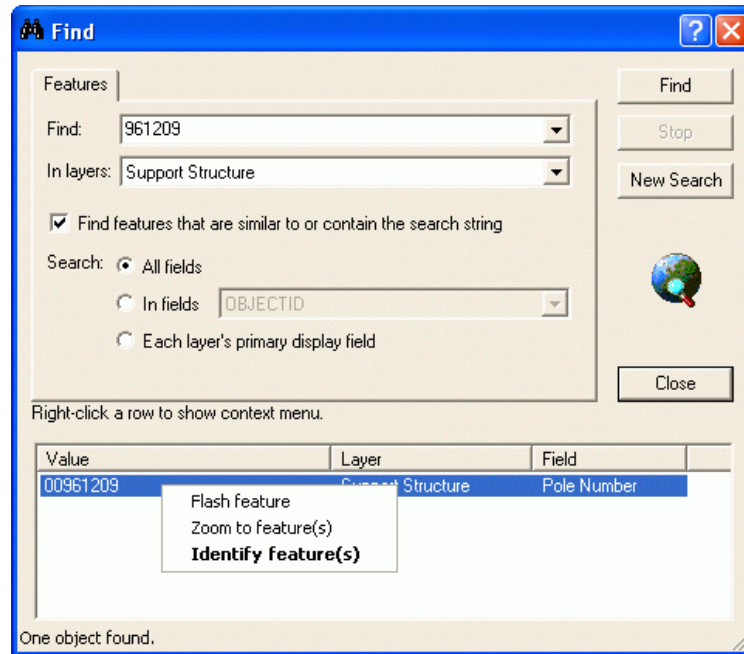 Find
Features
Find
Find: 961209
Stop
In layers: Support Structure
New Search
Find features that are similar to or contain the search string
Search: All fields
In fields OBJECTID
Each layer's primary display field
Close
Right-click a row to show context menu.
Value Layer Field
00961209 Support Structure Pole Number
Flash feature
Zoom to feature(s)
Identify feature(s)
One object found.